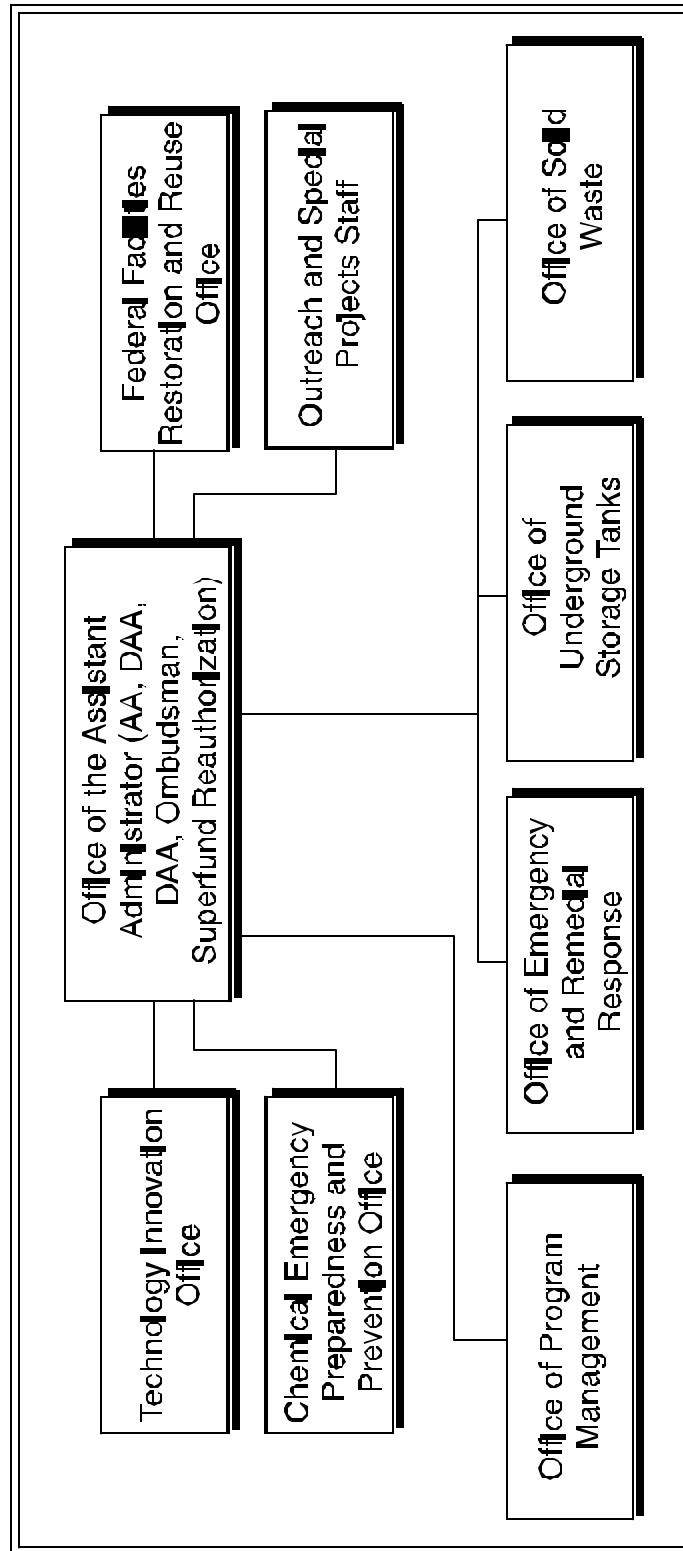 Office of the Assistant
Administrator (AA, DAA,
DAA, Ombudsman,
Superfund Reauthorization)
Technology Innovation
Office
Federal Facilities
Restoration and Reuse
Office
Chemical Emergency
Preparedness and
Prevention Office
Outreach and Special
Projects Staff
Office of Program
Management
Office of Emergency
and Remedial
Response
Office of
Underground
Storage Tanks
Office of Solid
Waste